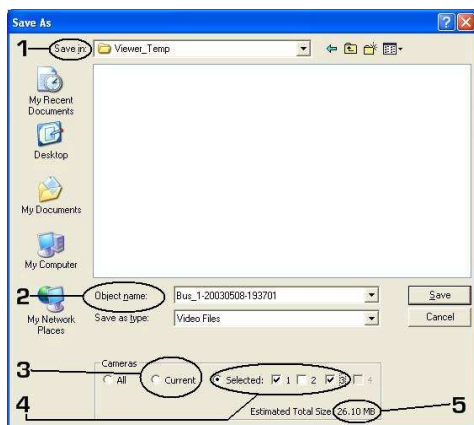 Save As
1 Save in: Viewer_Temp
My Recent
Documents
Desktop
My Documents
My Computer
My Network
Places
2 Object name: Bus_1-20030508-193701 Save
Save as type: Video Files Cancel
Cameras
3 All Current Selected: 1 2 3 4
4 Estimated Total Size: 26.10 MB 5